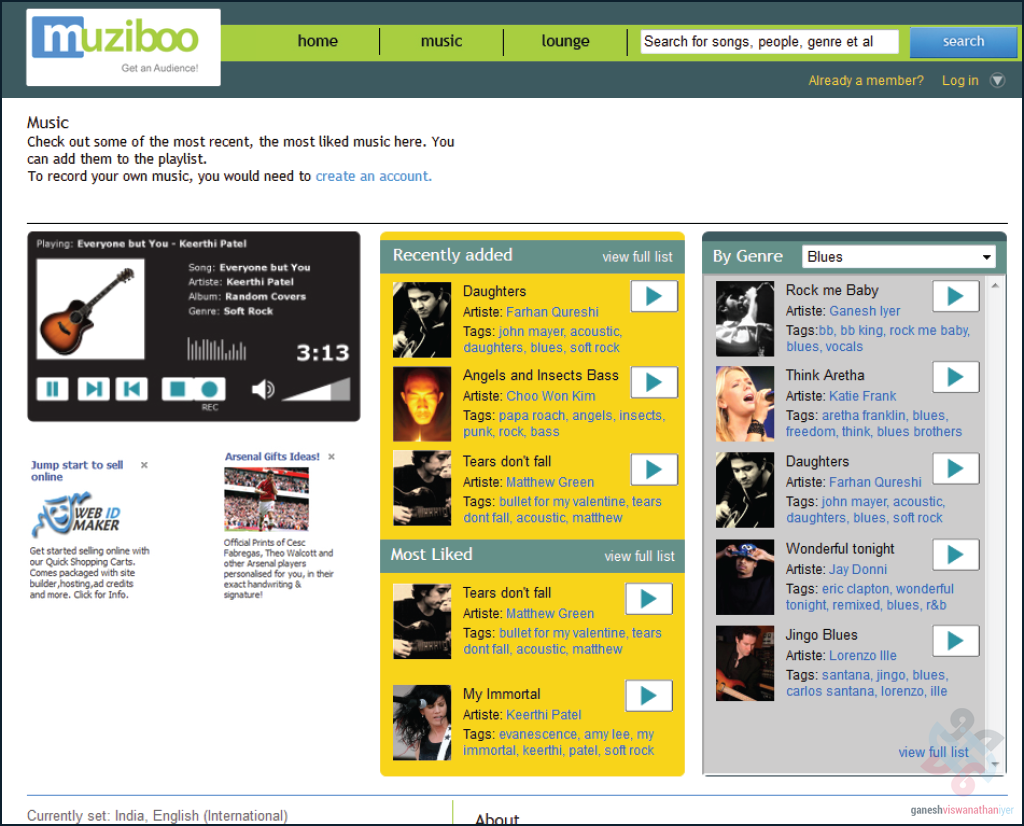 muziboo
Get an Audience!
home
music
lounge
Search for songs, people, genre et al
search
Already a member?
Log in
Music
Check out some of the most recent, the most liked music here. You
can add them to the playlist.
To record your own music, you would need to create an account.
Playing: Everyone but You - Keerthi Patel
Song: Everyone but You
Artiste: Keerthi Patel
Album: Random Covers
Genre: Soft Rock
3:13
REC
Jump start to sell
online
WEB ID
MAKER
Get started selling online with
our Quick Shopping Carts.
Comes packaged with site
builder,hosting,ad credits
and more. Click for Info.
Arsenal Gifts Ideas!
Official Prints of Cesc
Fabregas, Theo Walcott and
other Arsenal players
personalised for you, in their
exact handwriting &
signature!
Recently added
view full list
Daughters
Artiste: Farhan Qureshi
Tags: john mayer, acoustic,
daughters, blues, soft rock
Angels and Insects Bass
Artiste: Choo Won Kim
Tags: papa roach, angels, insects,
punk, rock, bass
Tears don't fall
Artiste: Matthew Green
Tags: bullet for my valentine, tears
dont fall, acoustic, matthew
Most Liked
view full list
Tears don't fall
Artiste: Matthew Green
Tags: bullet for my valentine, tears
dont fall, acoustic, matthew
My Immortal
Artiste: Keerthi Patel
Tags: evanescence, amy lee, my
immortal, keerthi, patel, soft rock
By Genre
Blues
Rock me Baby
Artiste: Ganesh Iyer
Tags:bb, bb king, rock me baby,
blues, vocals
Think Aretha
Artiste: Katie Frank
Tags: aretha franklin, blues,
freedom, think, blues brothers
Daughters
Artiste: Farhan Qureshi
Tags: john mayer, acoustic,
daughters, blues, soft rock
Wonderful tonight
Artiste: Jay Donni
Tags: eric clapton, wonderful
tonight, remixed, blues, r&b
Jingo Blues
Artiste: Lorenzo Ille
Tags: santana, jingo, blues,
carlos santana, lorenzo, ille
view full list
ganeshviswanathaniyer
Currently set: India, English (International)
About